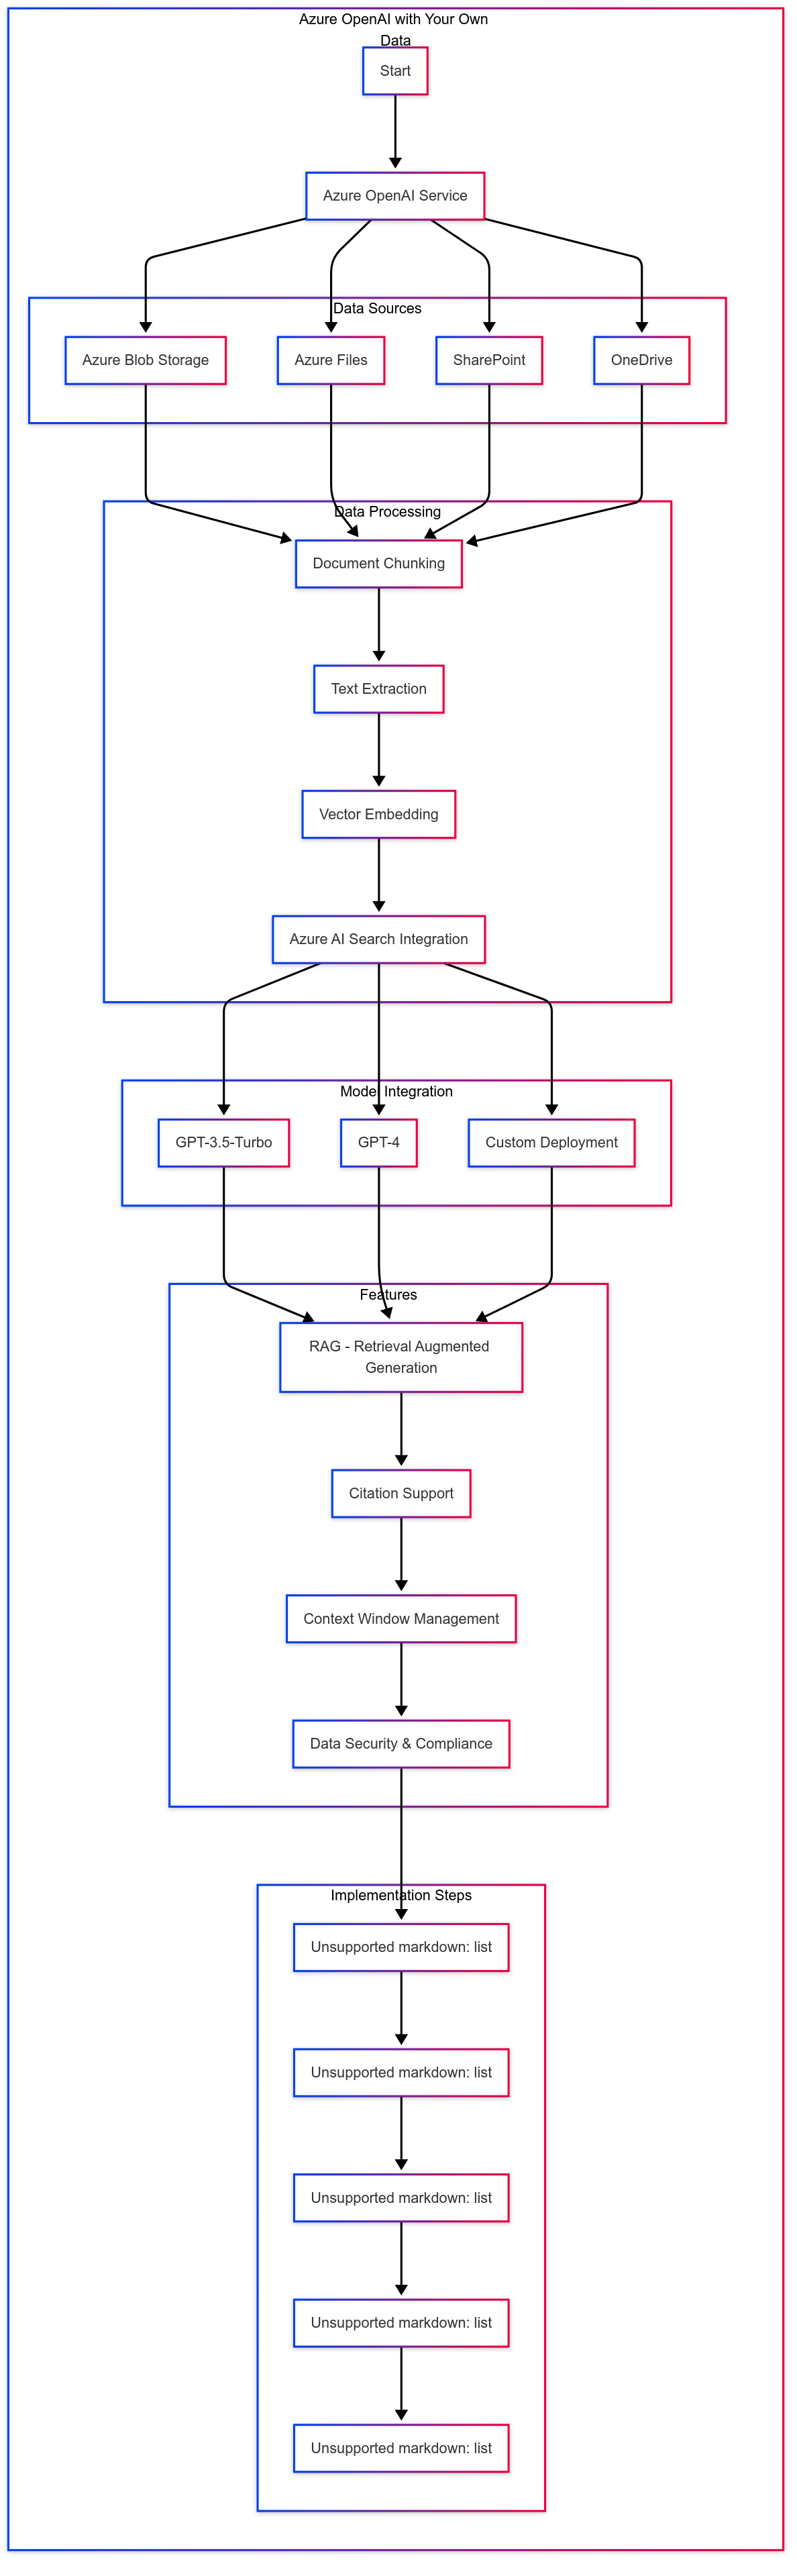 Azure OpenAI with Your Own
Data
Start
Azure OpenAI Service
Data Sources
Azure Blob Storage
Azure Files
SharePoint
OneDrive
Data Processing
Document Chunking
Text Extraction
Vector Embedding
Azure AI Search Integration
Model Integration
GPT-3.5-Turbo
GPT-4
Custom Deployment
Features
RAG - Retrieval Augmented
Generation
Citation Support
Context Window Management
Data Security & Compliance
Implementation Steps
Unsupported markdown: list
Unsupported markdown: list
Unsupported markdown: list
Unsupported markdown: list
Unsupported markdown: list